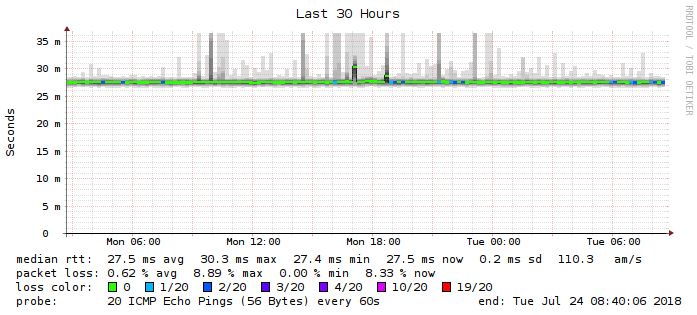 Last 30 Hours
RRDTOOL / TOBI OETIKER
Seconds
35 m
30 m
25 m
20 m
15 m
10 m
5 m
0
Mon 06:00 Mon 12:00 Mon 18:00 Tue 00:00 Tue 06:00
median rtt: 27.5 ms avg 30.3 ms max 27.4 ms min 27.5 ms now 0.2 ms sd 110.3 am/s
packet loss: 0.62 % avg 8.89 % max 0.00 % min 8.33 % now
loss color: 0 1/20 2/20 3/20 4/20 10/20 19/20
probe: 20 ICMP Echo Pings (56 Bytes) every 60s end: Tue Jul 24 08:40:06 2018